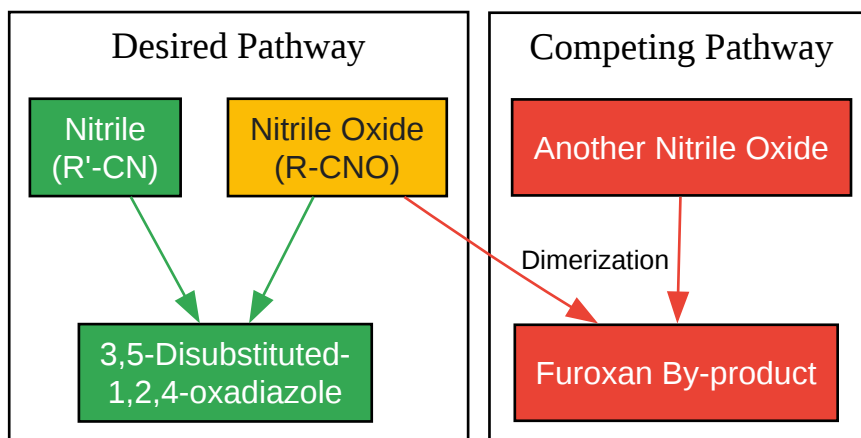 Desired Pathway
Nitrile
(R'-CN)
Nitrile Oxide
(R-CNO)
3,5-Disubstituted-
1,2,4-oxadiazole
Competing Pathway
Another Nitrile Oxide
Dimerization
Furoxan By-product